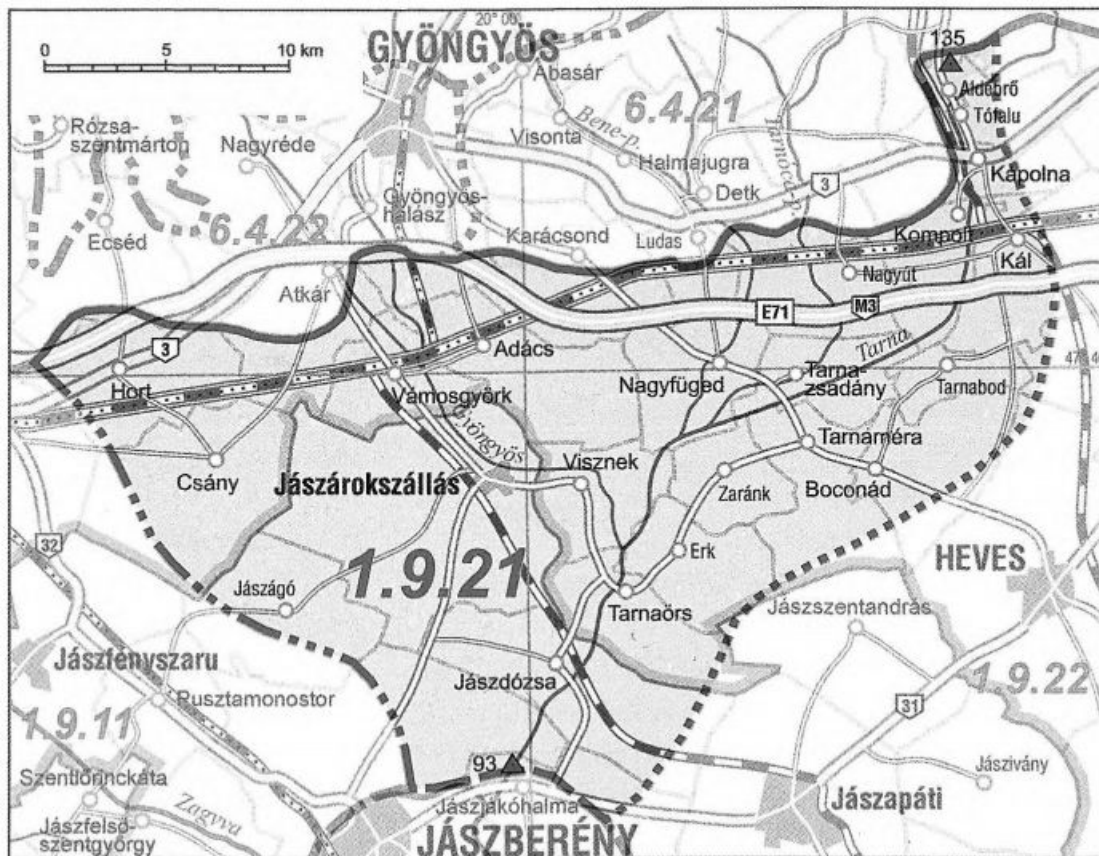 20° 00'
0 5 10 km
GYÖNGYÖS
135
Abasár
Aldebrő
6.4.21
Tófalu
Rózsa-
szentmárton
Nagyréde
Visonta
Bene-p.
Tarnóca-p.
Halmajugra
Kápolna
Detk
3
Gyöngyös-
halász
Ecséd
6.4.22
Karácsond
Ludas
Kompolt
Kál
Nagyút
Atkár
E71
M3
3
Adács
Tarna
Hort
Vámosgyörk
Nagyfüged
Tarna-
zsadány
Tarnabod
Gyöngyös
Tarnaméra
Csány
Visznek
Jászárokszállás
Zaránk
Boconád
32
Erk
HEVES
1.9.21
Jászágó
Tarnaörs
Jászszentandrás
Jászfényszaru
Jászdózsa
Pusztamonostor
1.9.22
1.9.11
31
93
Szentlőrinckáta
Jászivány
Jászjákóhalma
Jászapáti
Zagyva
Jászfelső-
szentgyörgy
JÁSZBERÉNY